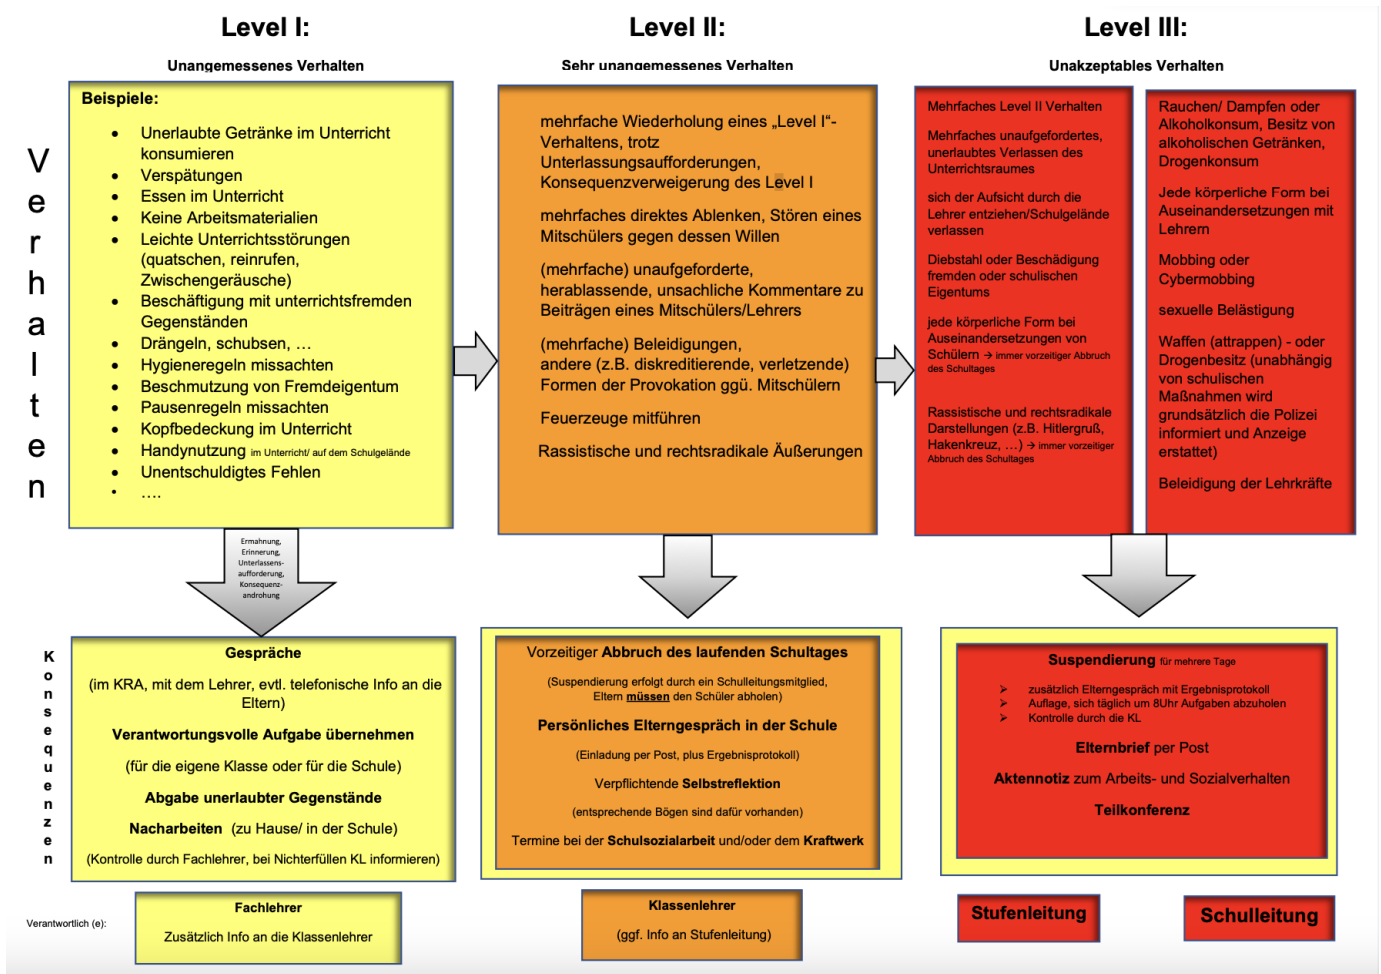 Level I:
Unangemessenes Verhalten
Level II:
Sehr unangemessenes Verhalten
Level III:
Unakzeptables Verhalten
Verhalten
Beispiele:
• Unerlaubte Getränke im Unterricht
konsumieren
• Verspätungen
• Essen im Unterricht
• Keine Arbeitsmaterialien
• Leichte Unterrichtsstörungen
(quatschen, reinrufen,
Zwischengeräusche)
• Beschäftigung mit unterrichtsfremden
Gegenständen
• Drängeln, schubsen, …
• Hygieneregeln missachten
• Beschmutzung von Fremdeigentum
• Pausenregeln missachten
• Kopfbedeckung im Unterricht
• Handynutzung im Unterricht/ auf dem Schulgelände
• Unentschuldigtes Fehlen
• ….
mehrfache Wiederholung eines „Level I“-
Verhaltens, trotz
Unterlassungsaufforderungen,
Konsequenzverweigerung des Level I
mehrfaches direktes Ablenken, Stören eines
Mitschülers gegen dessen Willen
(mehrfache) unaufgeforderte,
herablassende, unsachliche Kommentare zu
Beiträgen eines Mitschülers/Lehrers
(mehrfache) Beleidigungen,
andere (z.B. diskreditierende, verletzende)
Formen der Provokation ggü. Mitschülern
Feuerzeuge mitführen
Rassistische und rechtsradikale Äußerungen
Mehrfaches Level II Verhalten
Mehrfaches unaufgefordertes,
unerlaubtes Verlassen des
Unterrichtsraumes
sich der Aufsicht durch die
Lehrer entziehen/Schulgelände
verlassen
Diebstahl oder Beschädigung
fremden oder schulischen
Eigentums
jede körperliche Form bei
Auseinandersetzungen von
Schülern → immer vorzeitiger Abbruch
des Schultages
Rassistische und rechtsradikale
Darstellungen (z.B. Hitlergruß,
Hakenkreuz, …) → immer vorzeitiger
Abbruch des Schultages
Rauchen/ Dampfen oder
Alkoholkonsum, Besitz von
alkoholischen Getränken,
Drogenkonsum
Jede körperliche Form bei
Auseinandersetzungen mit
Lehrern
Mobbing oder
Cybermobbing
sexuelle Belästigung
Waffen (attrappen) - oder
Drogenbesitz (unabhängig
von schulischen
Maßnahmen wird
grundsätzlich die Polizei
informiert und Anzeige
erstattet)
Beleidigung der Lehrkräfte
Ermahnung,
Erinnerung,
Unterlassens-
aufforderung,
Konsequenz-
androhung
Konsequenzen
Gespräche
(im KRA, mit dem Lehrer, evtl. telefonische Info an die
Eltern)
Verantwortungsvolle Aufgabe übernehmen
(für die eigene Klasse oder für die Schule)
Abgabe unerlaubter Gegenstände
Nacharbeiten (zu Hause/ in der Schule)
(Kontrolle durch Fachlehrer, bei Nichterfüllen KL informieren)
Vorzeitiger Abbruch des laufenden Schultages
(Suspendierung erfolgt durch ein Schulleitungsmitglied,
Eltern müssen den Schüler abholen)
Persönliches Elterngespräch in der Schule
(Einladung per Post, plus Ergebnisprotokoll)
Verpflichtende Selbstreflektion
(entsprechende Bögen sind dafür vorhanden)
Termine bei der Schulsozialarbeit und/oder dem Kraftwerk
Suspendierung für mehrere Tage
➢ zusätzlich Elterngespräch mit Ergebnisprotokoll
➢ Auflage, sich täglich um 8Uhr Aufgaben abzuholen
➢ Kontrolle durch die KL
Elternbrief per Post
Aktennotiz zum Arbeits- und Sozialverhalten
Teilkonferenz
Verantwortlich (e):
Fachlehrer
Zusätzlich Info an die Klassenlehrer
Klassenlehrer
(ggf. Info an Stufenleitung)
Stufenleitung
Schulleitung